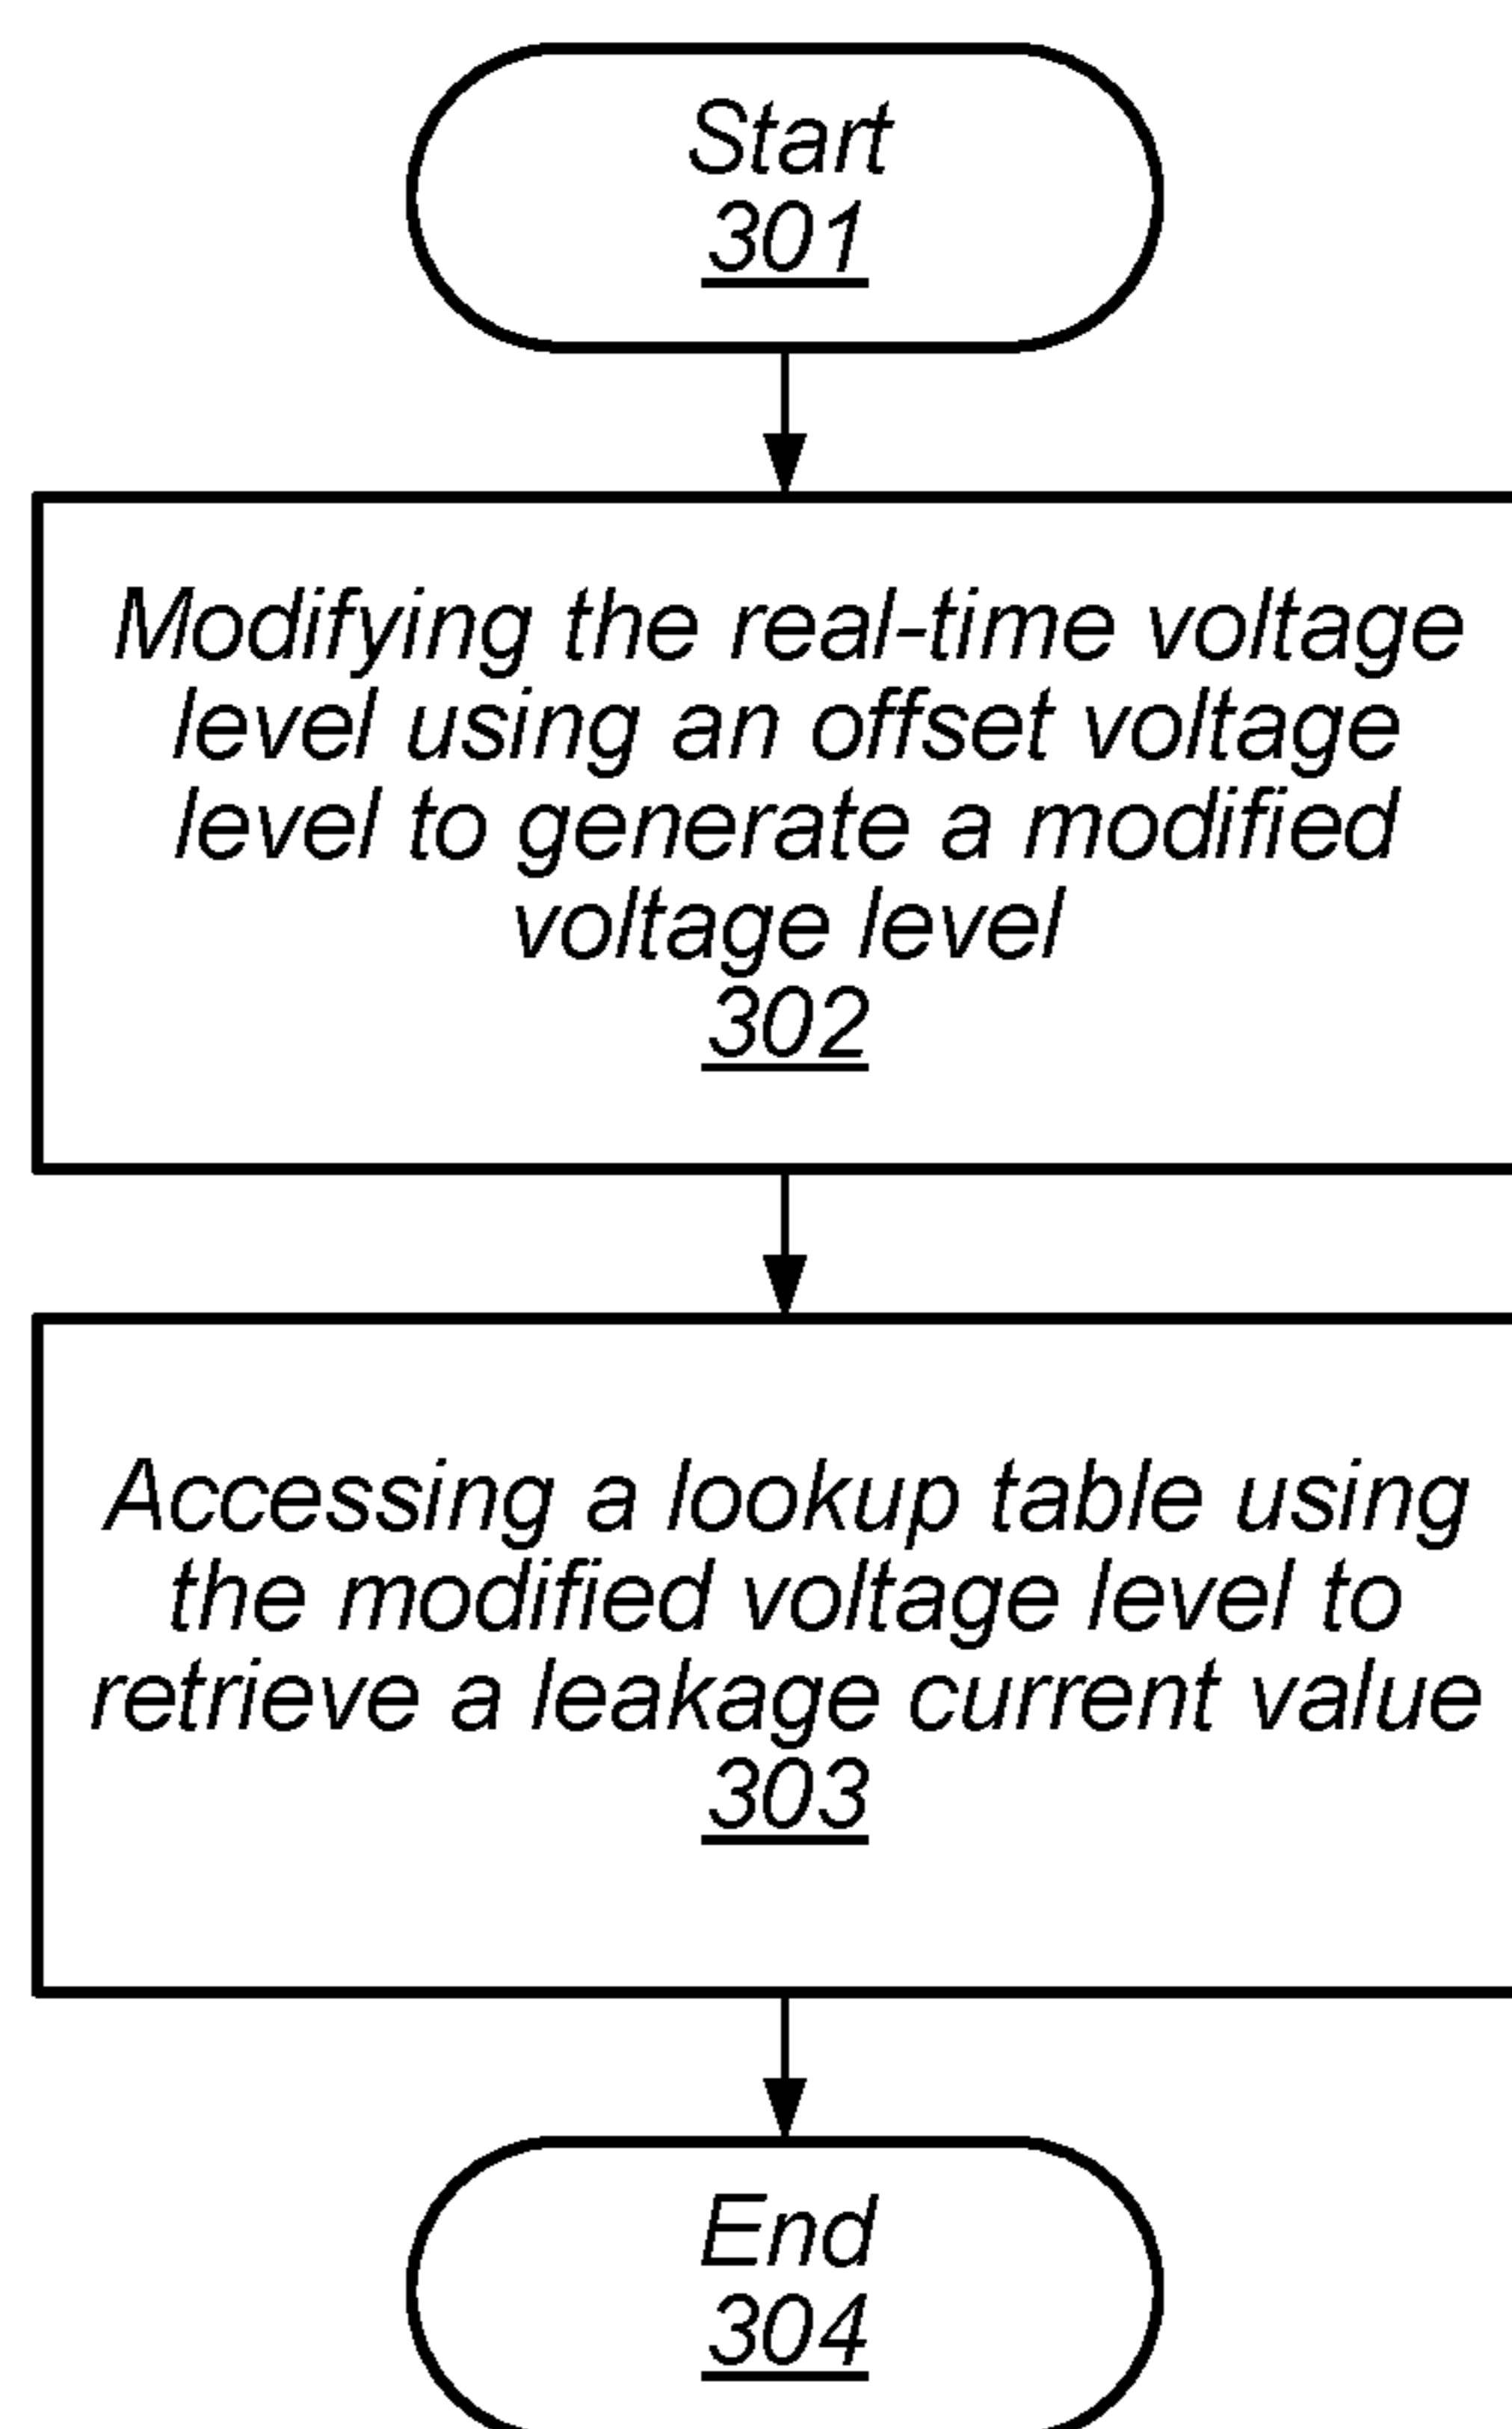 Start
301
Modifying the real-time voltage
level using an offset voltage
level to generate a modified
voltage level
302
Accessing a lookup table using
the modified voltage level to
retrieve a leakage current value
303
End
304